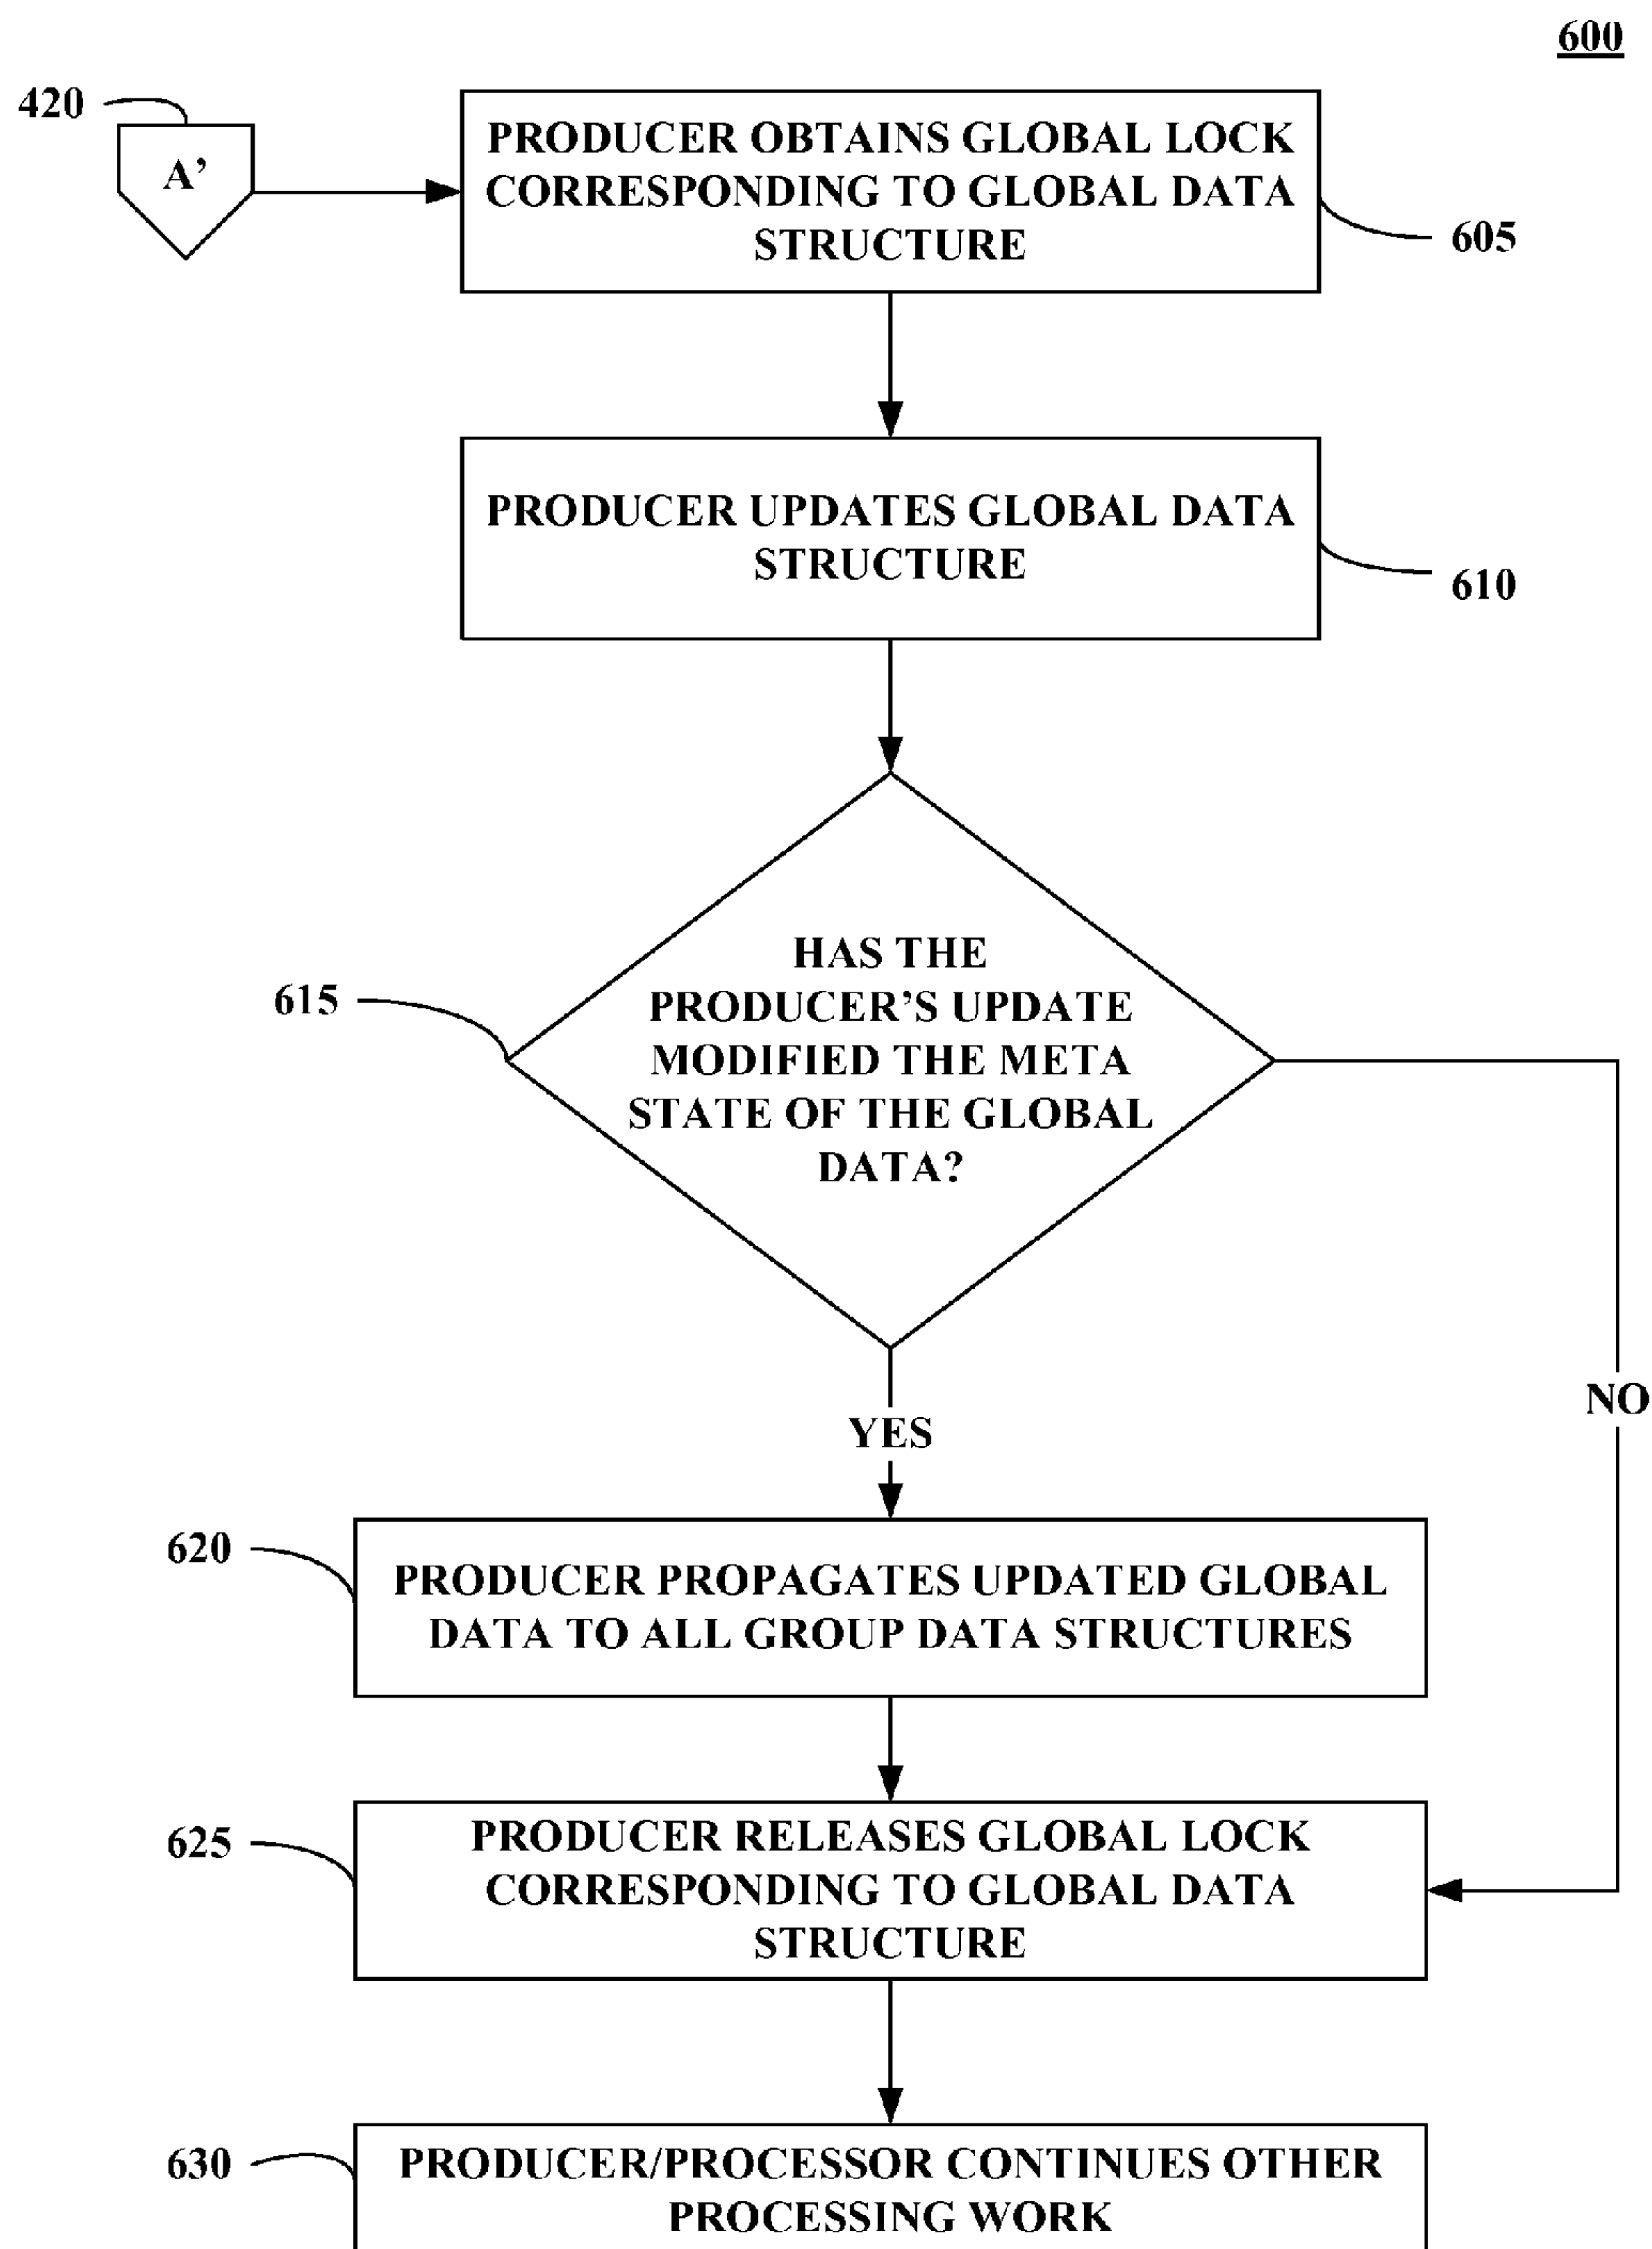 600
420
A’
PRODUCER OBTAINS GLOBAL LOCK
CORRESPONDING TO GLOBAL DATA
STRUCTURE
605
PRODUCER UPDATES GLOBAL DATA
STRUCTURE
610
615
HAS THE
PRODUCER’S UPDATE
MODIFIED THE META
STATE OF THE GLOBAL
DATA?
NO
YES
620
PRODUCER PROPAGATES UPDATED GLOBAL
DATA TO ALL GROUP DATA STRUCTURES
625
PRODUCER RELEASES GLOBAL LOCK
CORRESPONDING TO GLOBAL DATA
STRUCTURE
630
PRODUCER/PROCESSOR CONTINUES OTHER
PROCESSING WORK